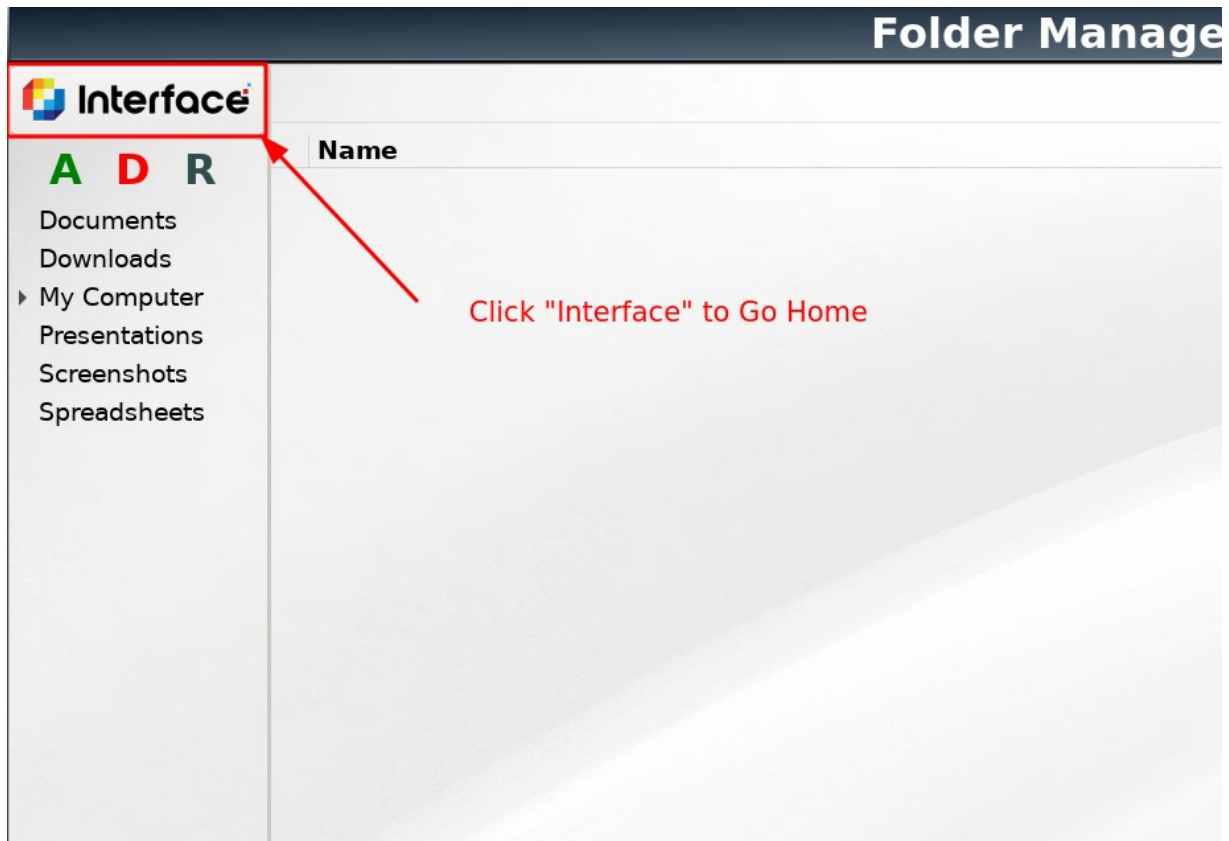 Folder Manage
Interface
Name
A D R
Documents
Downloads
My Computer
Presentations
Screenshots
Spreadsheets
Click "Interface" to Go Home